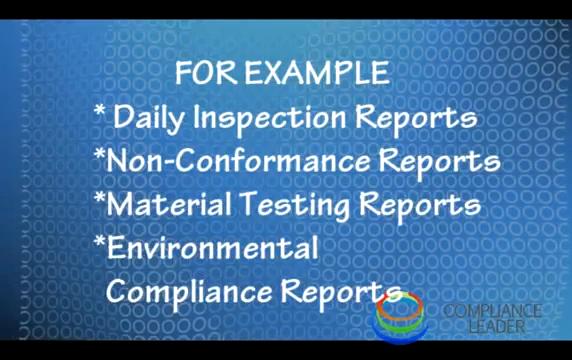 FOR EXAMPLE
* Daily Inspection Reports
*Non-Conformance Reports
*Material Testing Reports
*Environmental
Compliance Reports
COMPLIANCE
LEADER